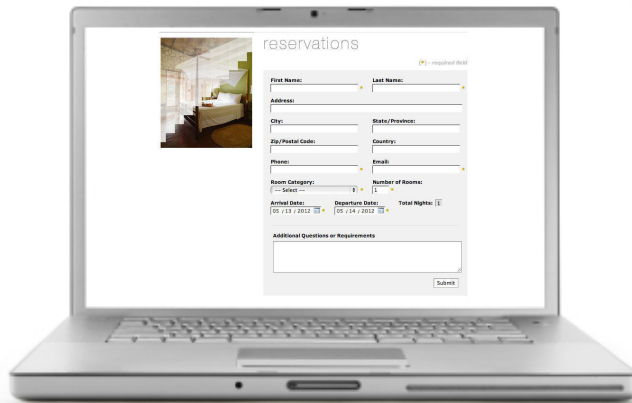 reservations
(*) - required field
First Name: Last Name:
* *
Address:
City: State/Province:
Zip/Postal Code: Country:
Phone: Email:
* *
Room Category: Number of Rooms:
--- Select --- * 1 *
Arrival Date: Departure Date: Total Nights: 1
05 / 13 / 2012 * 05 / 14 / 2012 *
Additional Questions or Requirements
Submit